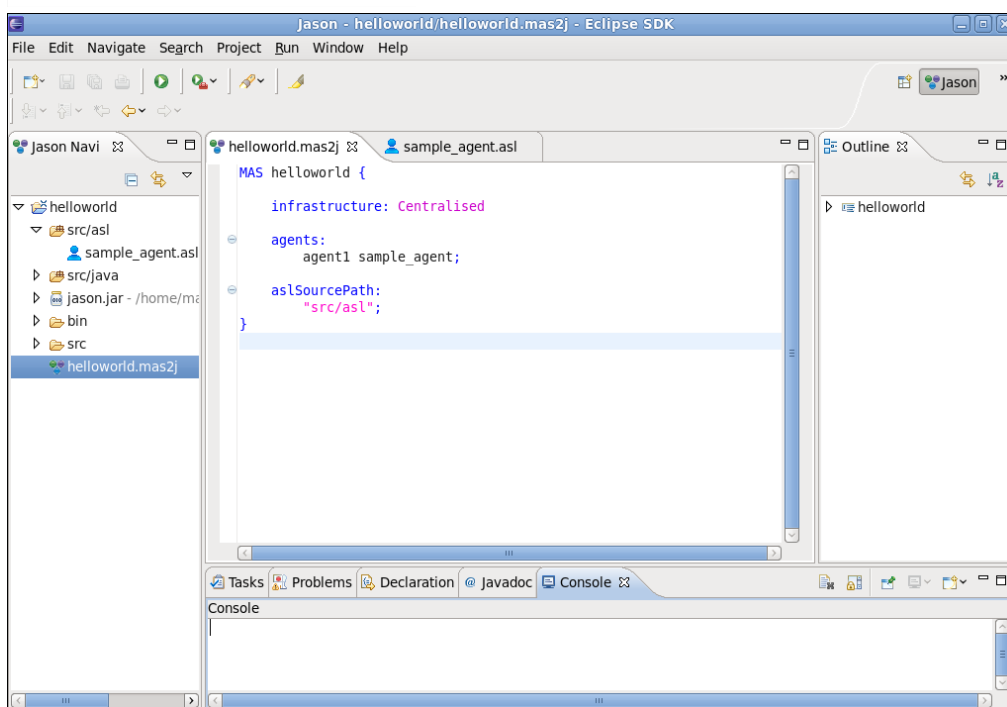 Jason - helloworld/helloworld.mas2j - Eclipse SDK
File Edit Navigate Search Project Run Window Help
Jason
»
Jason Navi
helloworld.mas2j
sample_agent.asl
Outline
helloworld
src/asl
sample_agent.asl
src/java
jason.jar - /home/ma
bin
src
helloworld.mas2j
MAS helloworld {
infrastructure: Centralised
agents:
agent1 sample_agent;
aslSourcePath:
"src/asl";
}
helloworld
Tasks Problems Declaration @ Javadoc Console
Console